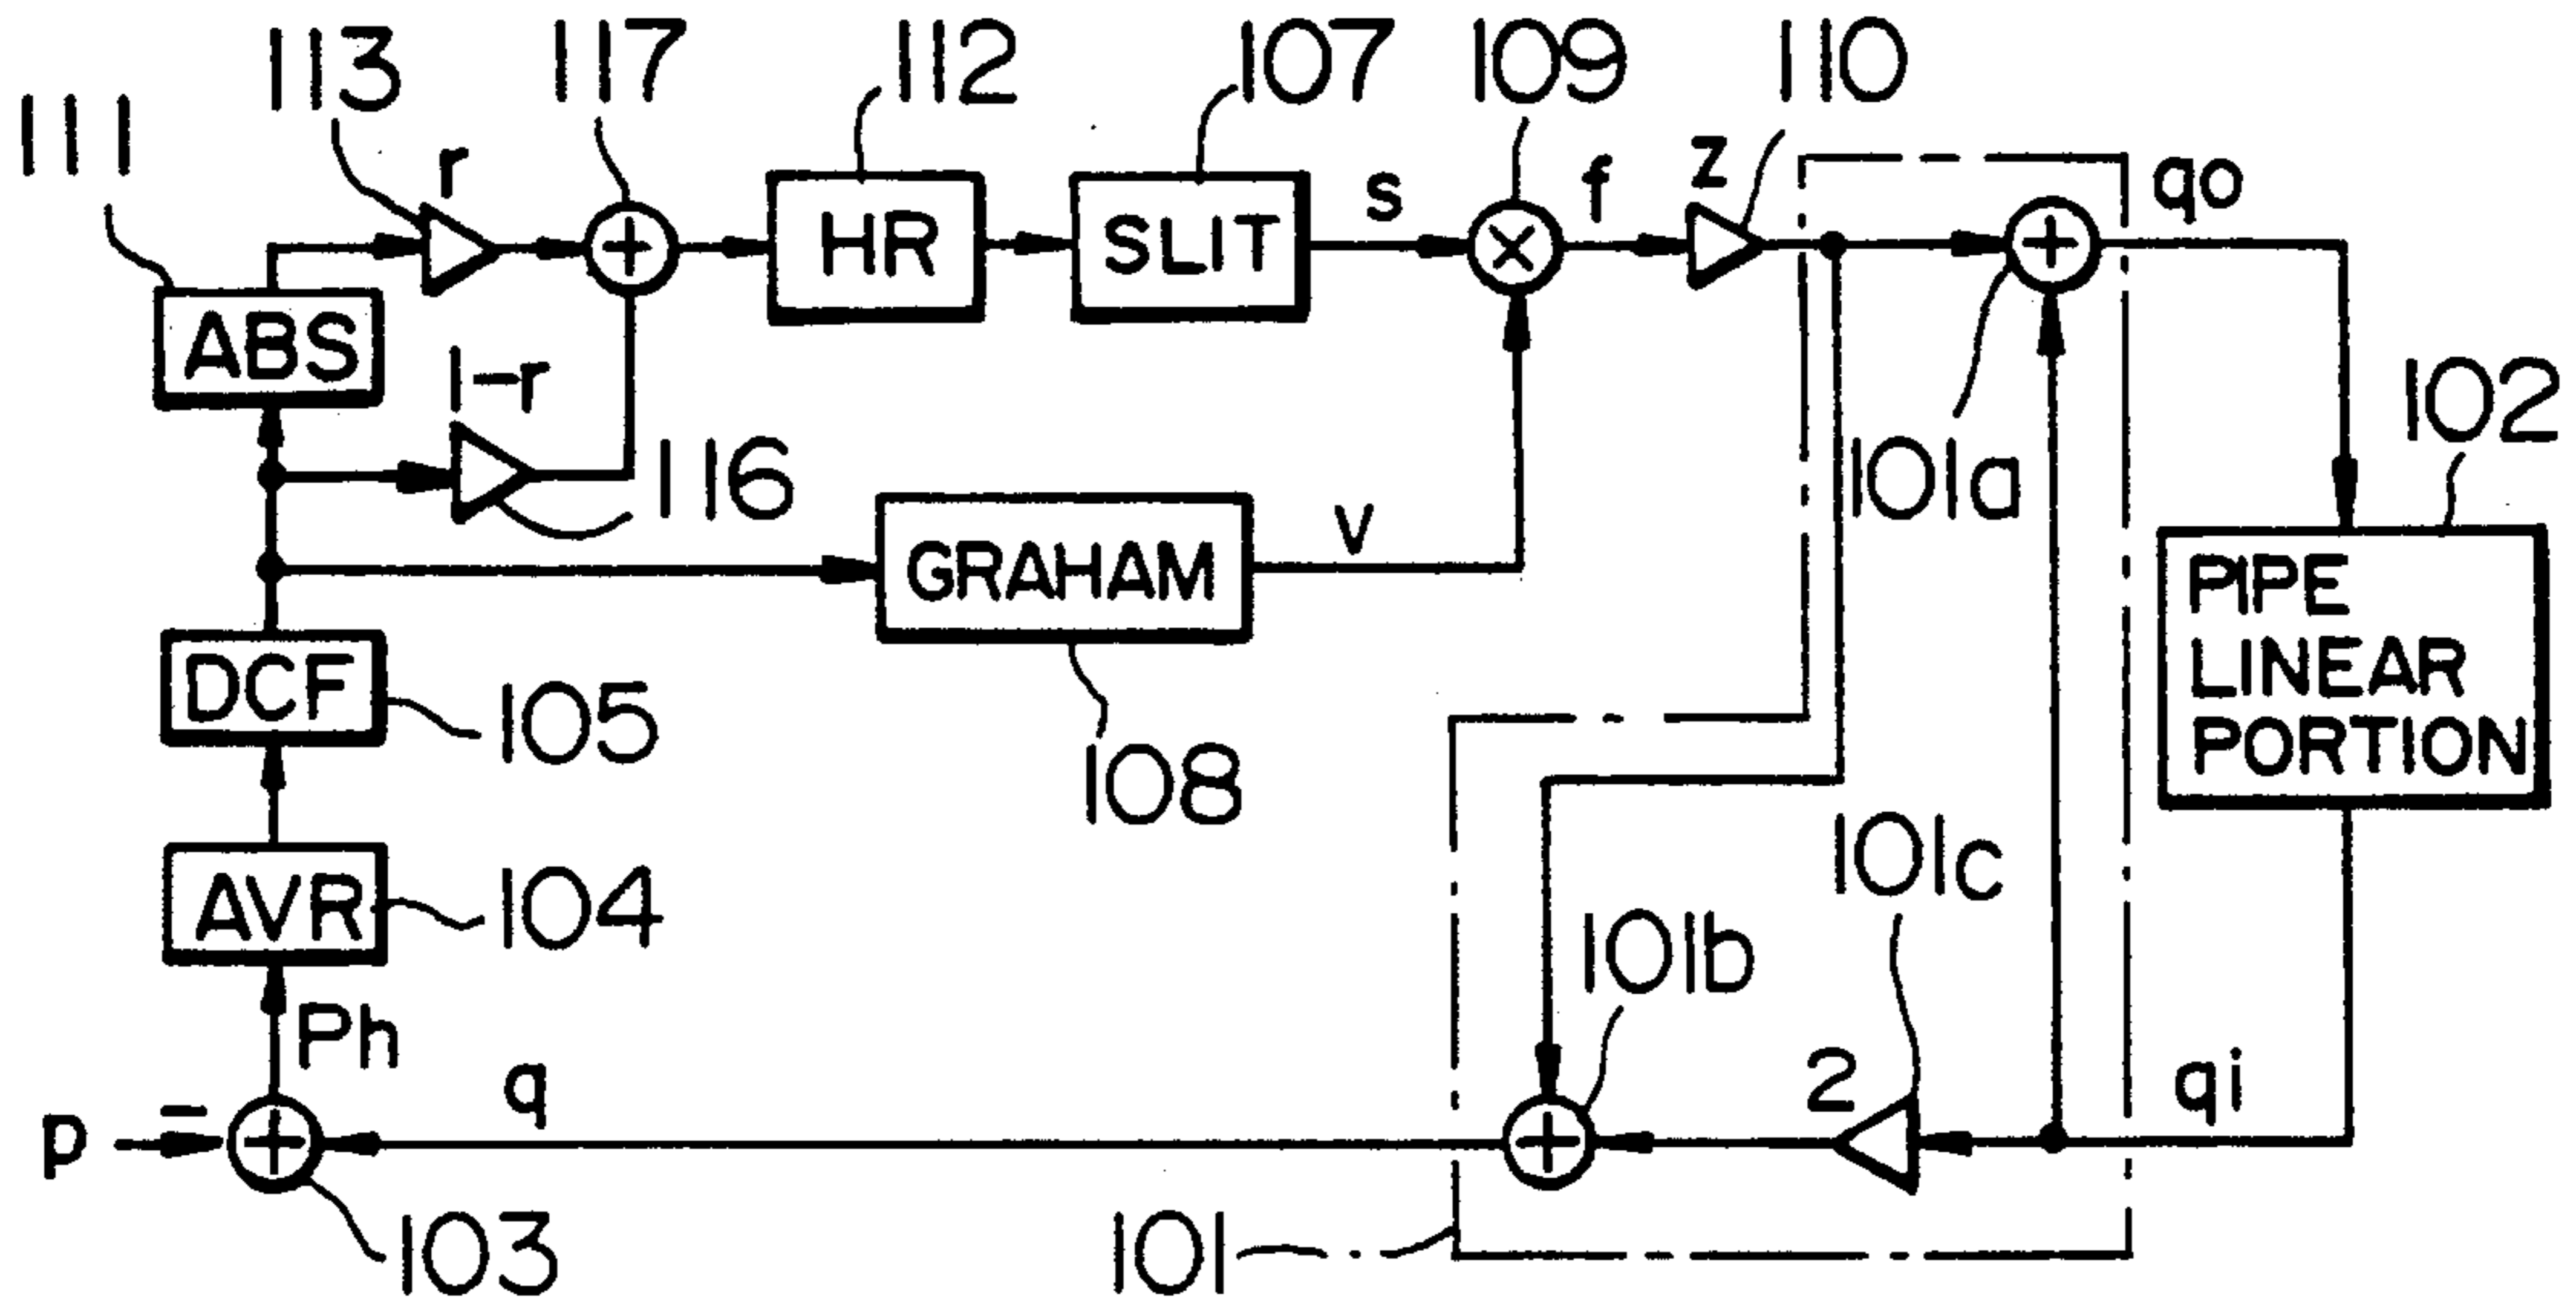 113 117 112 107 109 110
111 r s f z qo
HR SLIT
ABS
1-r
116 101a 102
GRAHAM v
PIPE
LINEAR
PORTION
DCF 105
108
AVR 104 101c
101b
Ph
q 2 qi
p −
103 101